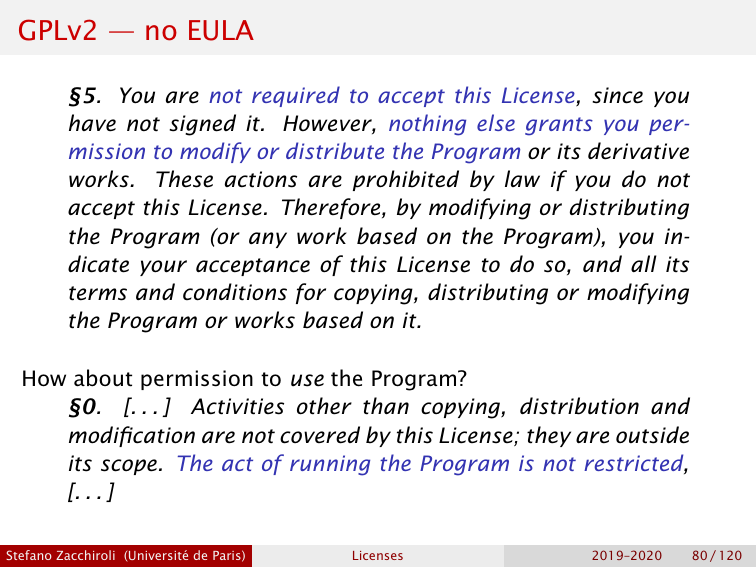 GPLv2 — no EULA
§5. You are not required to accept this License, since you
have not signed it. However, nothing else grants you per-
mission to modify or distribute the Program or its derivative
works. These actions are prohibited by law if you do not
accept this License. Therefore, by modifying or distributing
the Program (or any work based on the Program), you in-
dicate your acceptance of this License to do so, and all its
terms and conditions for copying, distributing or modifying
the Program or works based on it.
How about permission to use the Program?
§0. [...] Activities other than copying, distribution and
modification are not covered by this License; they are outside
its scope. The act of running the Program is not restricted,
[...]
Stefano Zacchiroli (Université de Paris) Licenses 2019–2020 80 / 120